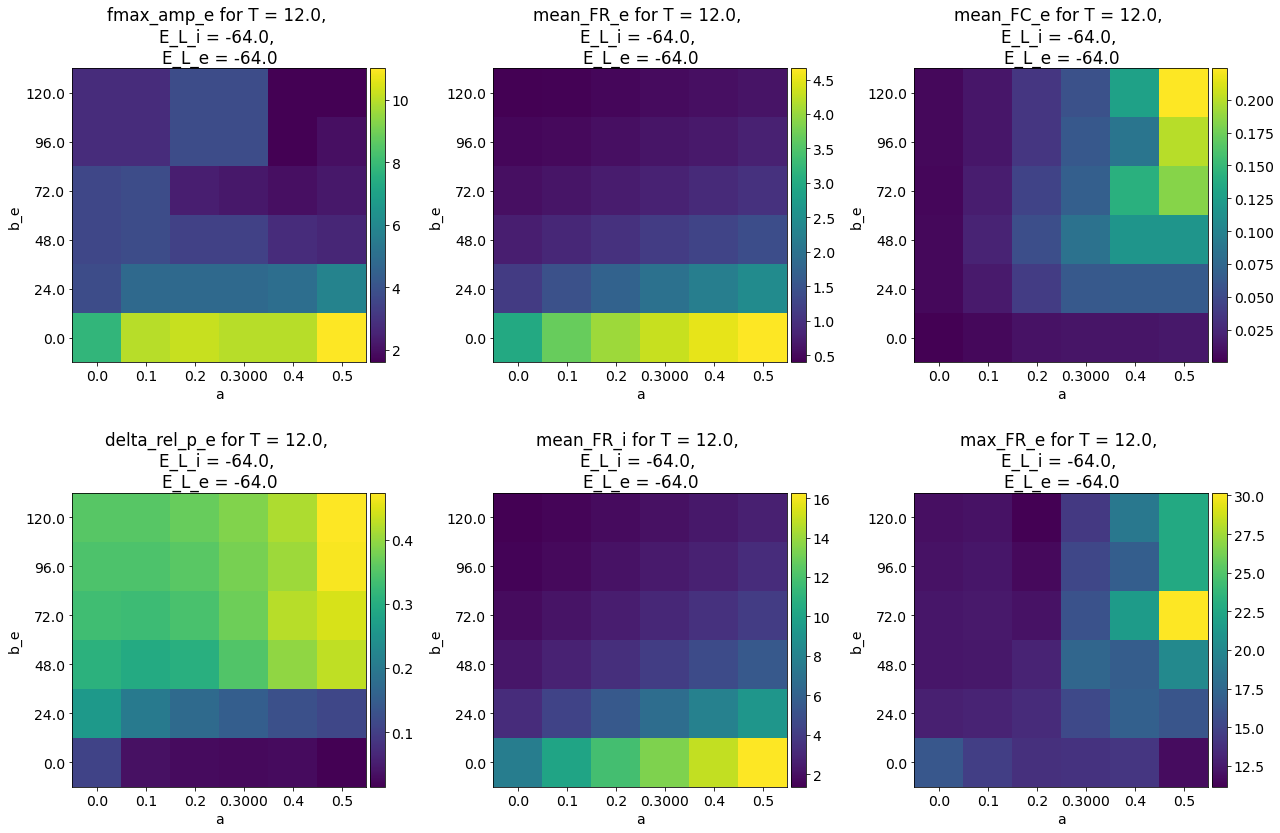 fmax_amp_e for T = 12.0,
E_L_i = -64.0,
E_L_e = -64.0
120.0
96.0
72.0
48.0
24.0
0.0
b_e
0.0 0.1 0.2 0.3000 0.4 0.5
a
10
8
6
4
2
mean_FR_e for T = 12.0,
E_L_i = -64.0,
E_L_e = -64.0
120.0
96.0
72.0
48.0
24.0
0.0
b_e
0.0 0.1 0.2 0.3000 0.4 0.5
a
4.5
4.0
3.5
3.0
2.5
2.0
1.5
1.0
0.5
mean_FC_e for T = 12.0,
E_L_i = -64.0,
E_L_e = -64.0
120.0
96.0
72.0
48.0
24.0
0.0
b_e
0.0 0.1 0.2 0.3000 0.4 0.5
a
0.200
0.175
0.150
0.125
0.100
0.075
0.050
0.025
delta_rel_p_e for T = 12.0,
E_L_i = -64.0,
E_L_e = -64.0
120.0
96.0
72.0
48.0
24.0
0.0
b_e
0.0 0.1 0.2 0.3000 0.4 0.5
a
0.4
0.3
0.2
0.1
mean_FR_i for T = 12.0,
E_L_i = -64.0,
E_L_e = -64.0
120.0
96.0
72.0
48.0
24.0
0.0
b_e
0.0 0.1 0.2 0.3000 0.4 0.5
a
16
14
12
10
8
6
4
2
max_FR_e for T = 12.0,
E_L_i = -64.0,
E_L_e = -64.0
120.0
96.0
72.0
48.0
24.0
0.0
b_e
0.0 0.1 0.2 0.3000 0.4 0.5
a
30.0
27.5
25.0
22.5
20.0
17.5
15.0
12.5